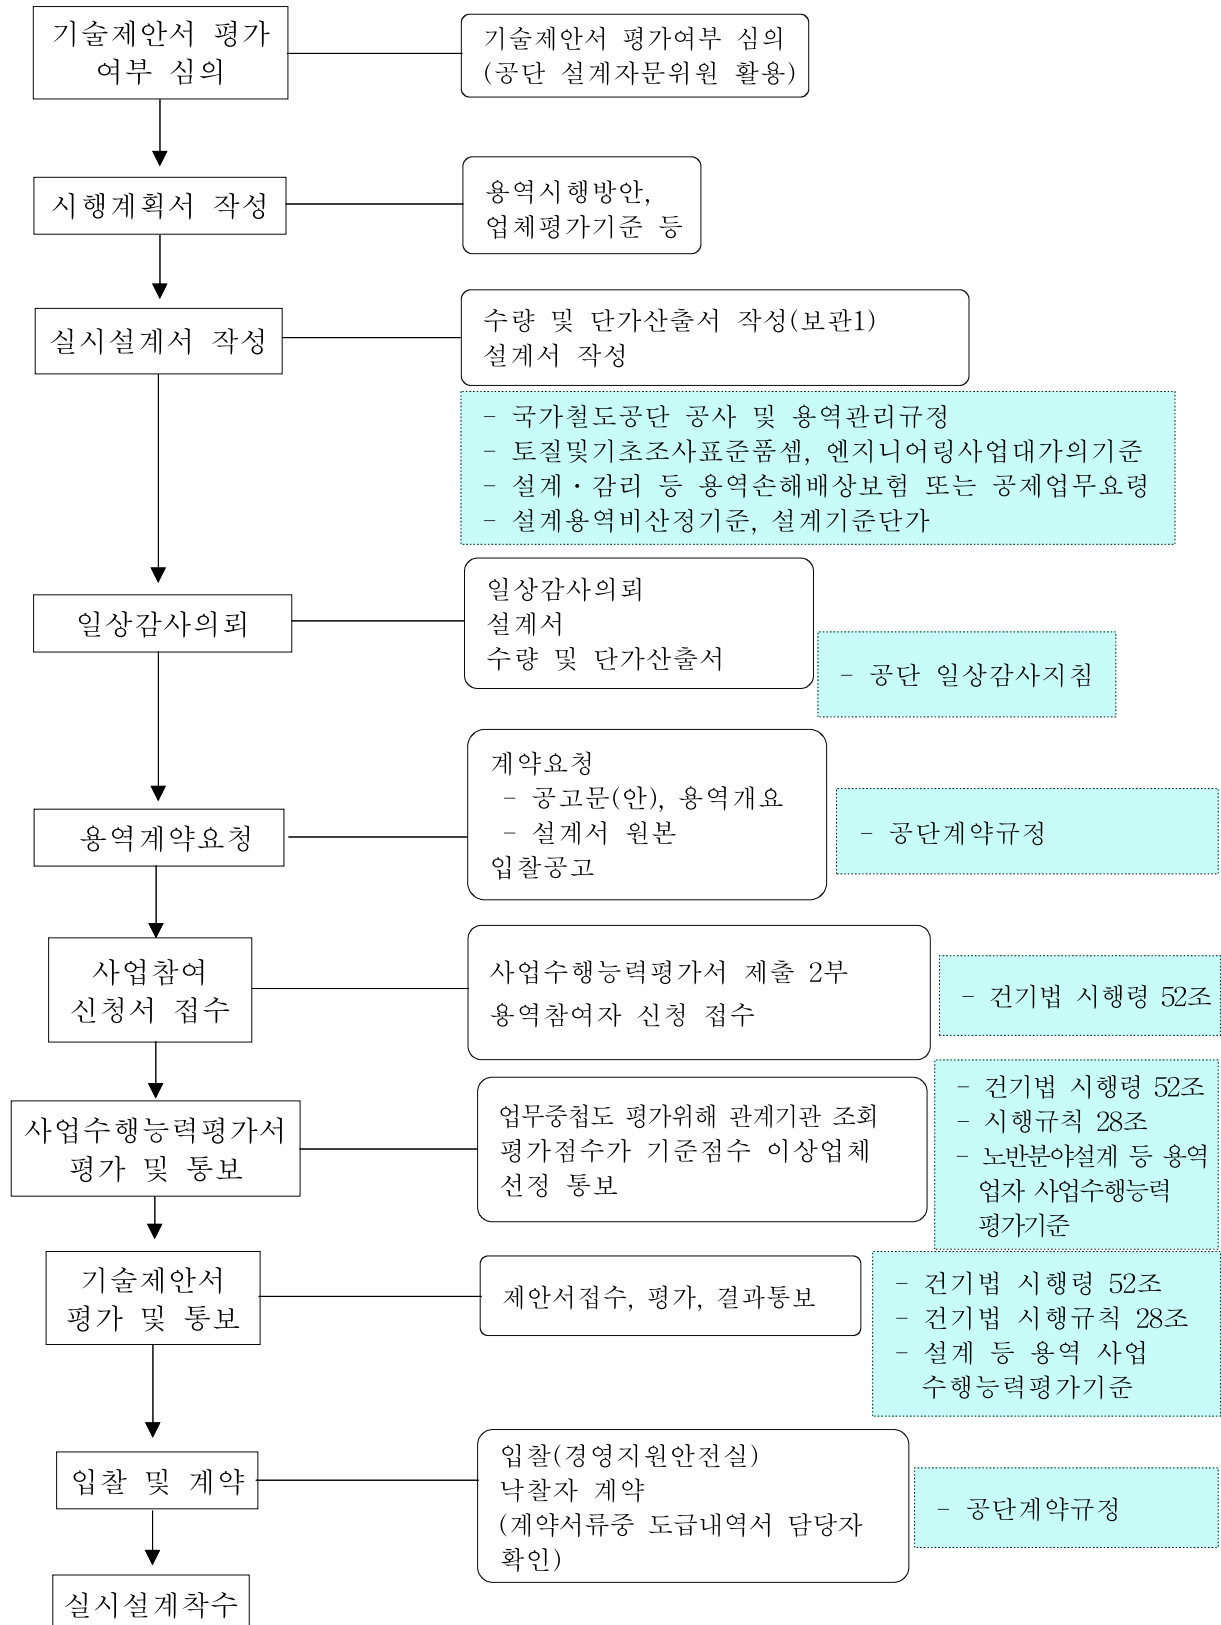 기술제안서 평가
여부 심의
기술제안서 평가여부 심의
(공단 설계자문위원 활용)
시행계획서 작성
용역시행방안,
업체평가기준 등
실시설계서 작성
수량 및 단가산출서 작성(보관1)
설계서 작성
- 국가철도공단 공사 및 용역관리규정
- 토질및기초조사표준품셈, 엔지니어링사업대가의기준
- 설계·감리 등 용역손해배상보험 또는 공제업무요령
- 설계용역비산정기준, 설계기준단가
일상감사의뢰
일상감사의뢰
설계서
수량 및 단가산출서
- 공단 일상감사지침
용역계약요청
계약요청
- 공고문(안), 용역개요
- 설계서 원본
입찰공고
- 공단계약규정
사업참여
신청서 접수
사업수행능력평가서 제출 2부
용역참여자 신청 접수
- 건기법 시행령 52조
사업수행능력평가서
평가 및 통보
업무중첩도 평가위해 관계기관 조회
평가점수가 기준점수 이상업체
선정 통보
- 건기법 시행령 52조
- 시행규칙 28조
- 노반분야설계 등 용역
업자 사업수행능력
평가기준
기술제안서
평가 및 통보
제안서접수, 평가, 결과통보
- 건기법 시행령 52조
- 건기법 시행규칙 28조
- 설계 등 용역 사업
수행능력평가기준
입찰 및 계약
입찰(경영지원안전실)
낙찰자 계약
(계약서류중 도급내역서 담당자
확인)
- 공단계약규정
실시설계착수